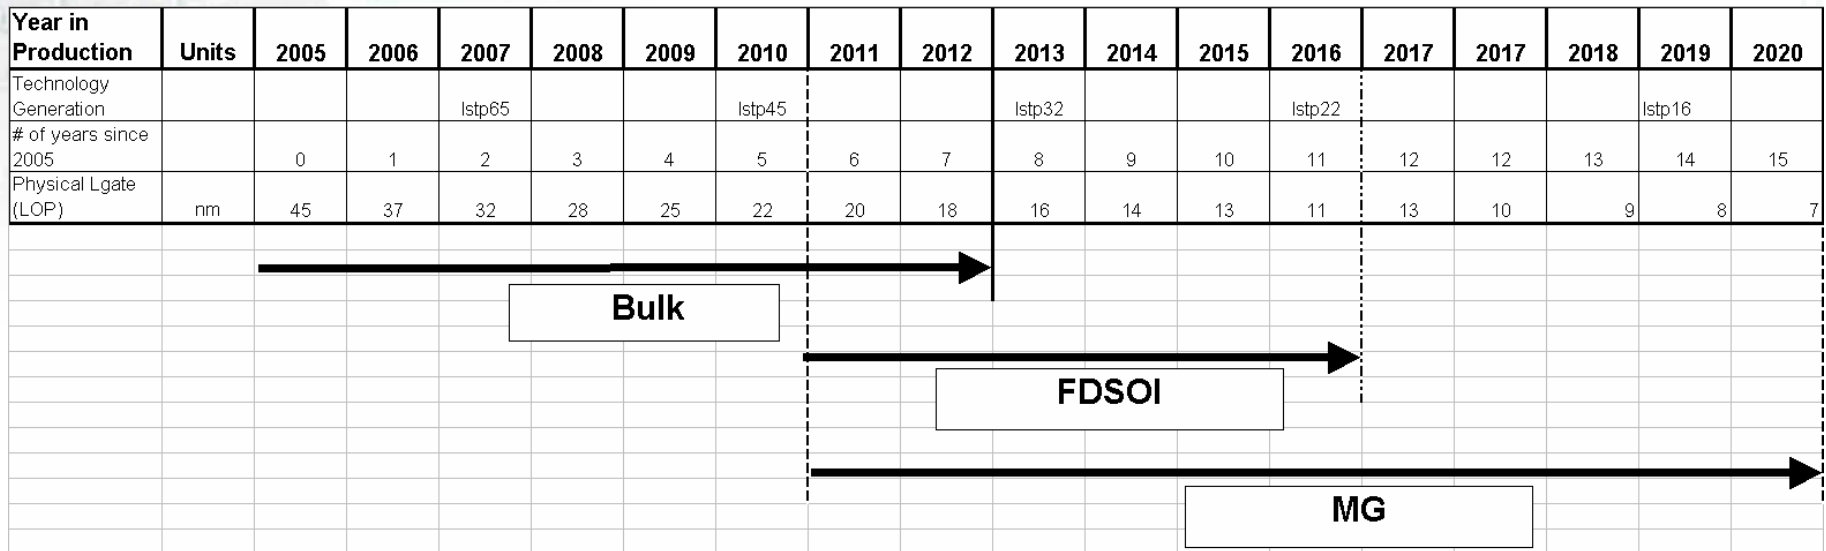 Year in
Production Units 2005 2006 2007 2008 2009 2010 2011 2012 2013 2014 2015 2016 2017 2017 2018 2019 2020
Technology
Generation lstp65 lstp45 lstp32 lstp22 lstp16
# of years since
2005 0 1 2 3 4 5 6 7 8 9 10 11 12 12 13 14 15
Physical Lgate
(LOP) nm 45 37 32 28 25 22 20 18 16 14 13 11 13 10 9 8 7
Bulk
FDSOI
MG